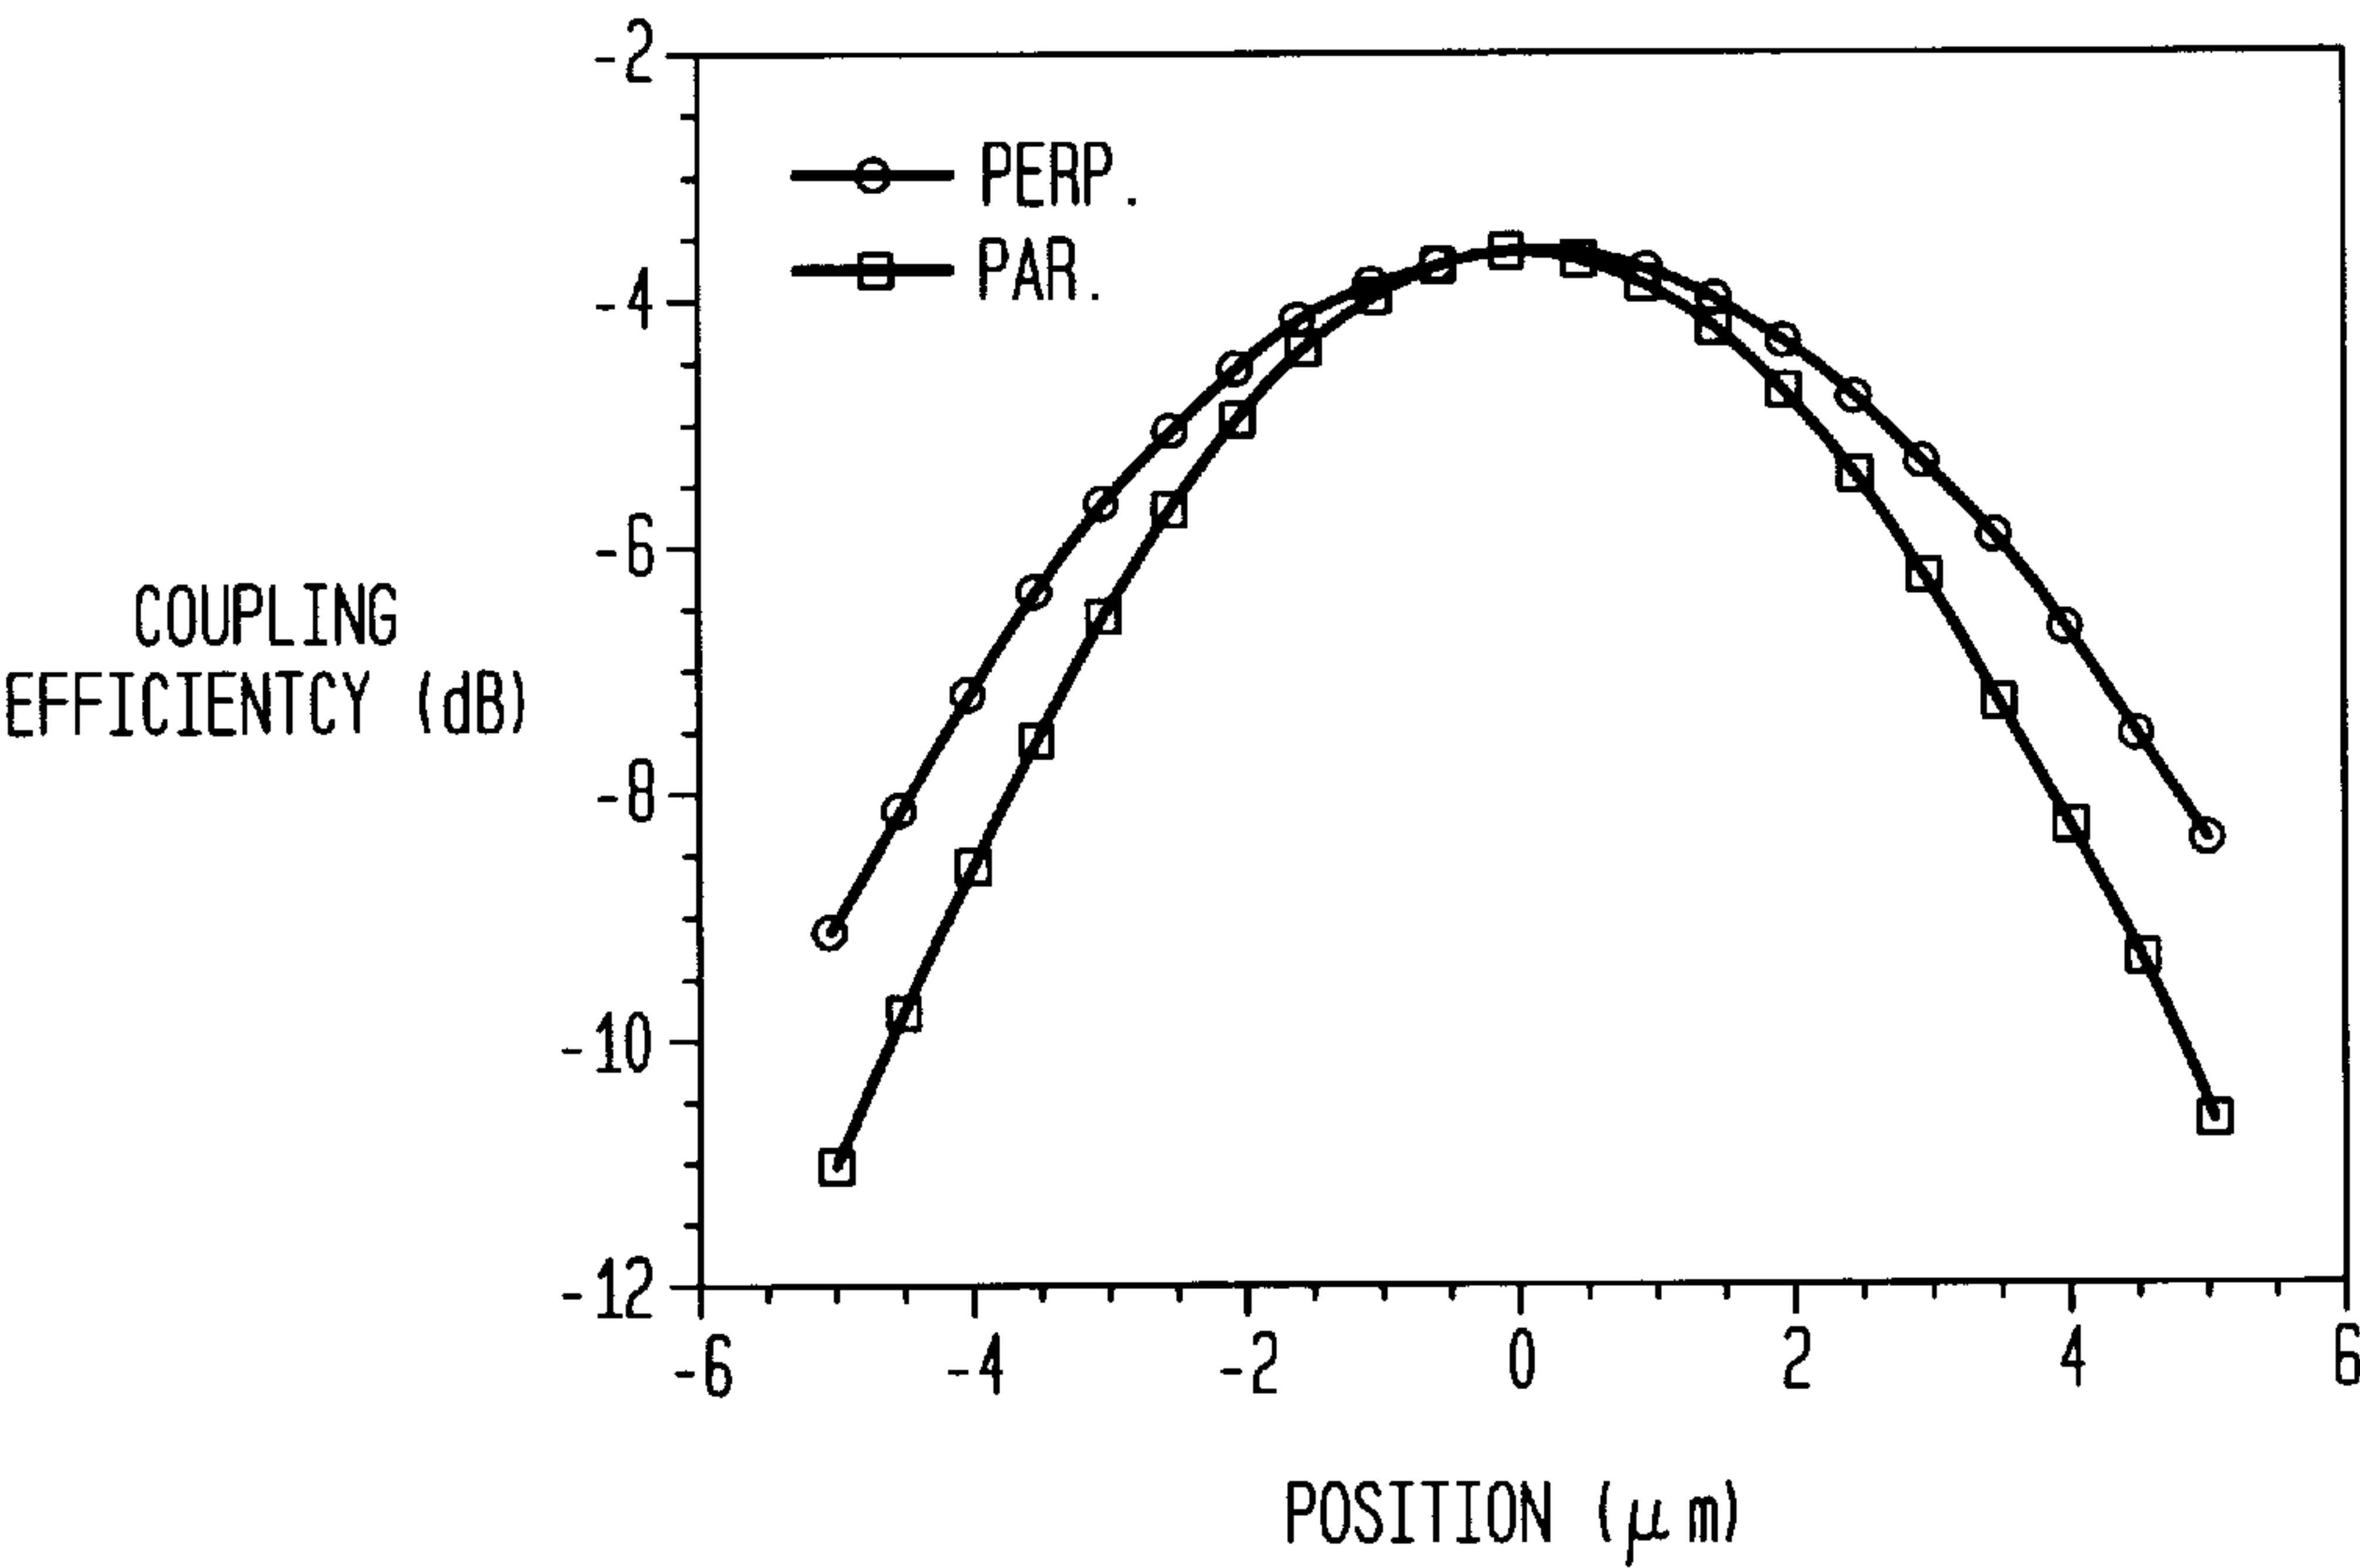 -2
PERP.
PAR.
-4
-6
COUPLING
EFFICIENTCY (dB)
-8
-10
-12
-6 -4 -2 0 2 4 6
POSITION (μm)